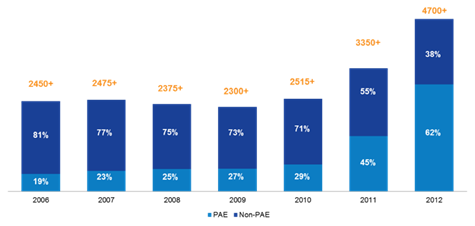 4700+
3350+
2450+ 2475+ 2375+ 2300+ 2515+
38%
55%
81% 77% 75% 73% 71%
62%
45%
19% 23% 25% 27% 29%
2006 2007 2008 2009 2010 2011 2012
PAE Non-PAE